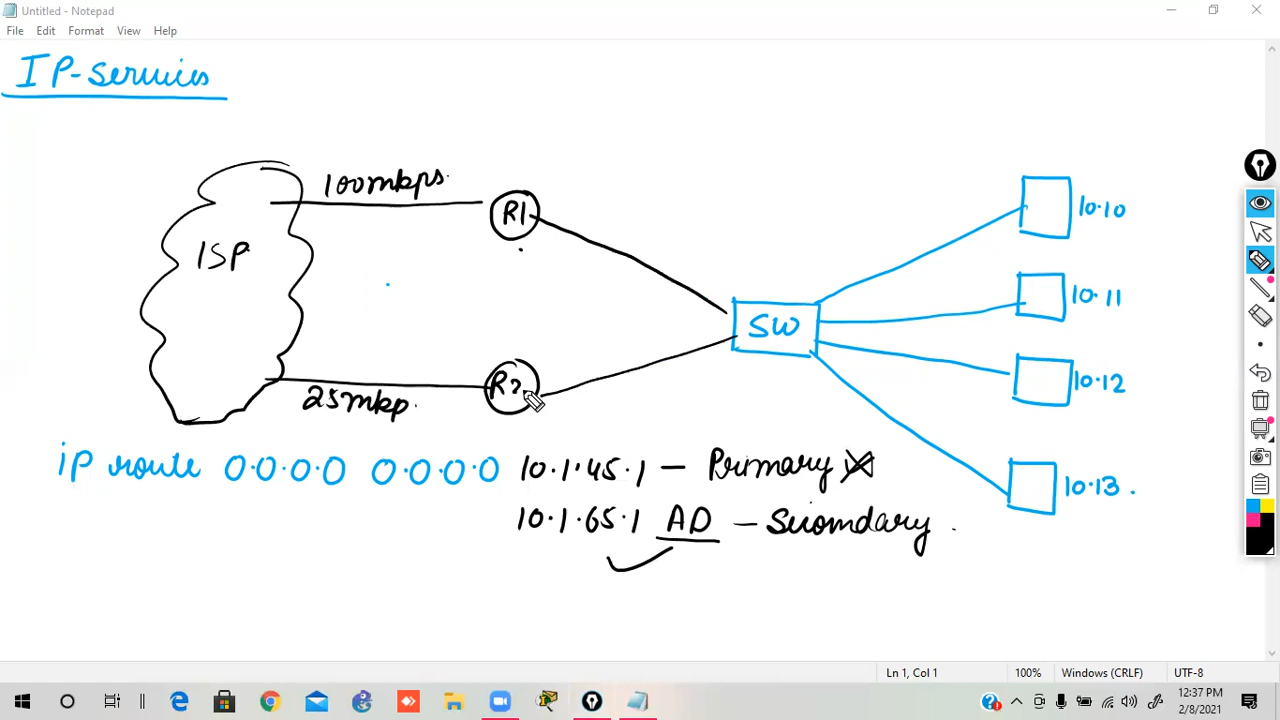 Untitled - Notepad
File Edit Format View Help
IP-services
100mkps.
R1
ISP
SW
10.10
10.11
10.12
10.13.
R2
25mkp.
ip route 0.0.0.0 0.0.0.0 10.1.45.1 — Primary X
10.1.65.1 AD — Secondary
Ln 1, Col 1 100% Windows (CRLF) UTF-8
12:37 PM
2/8/2021